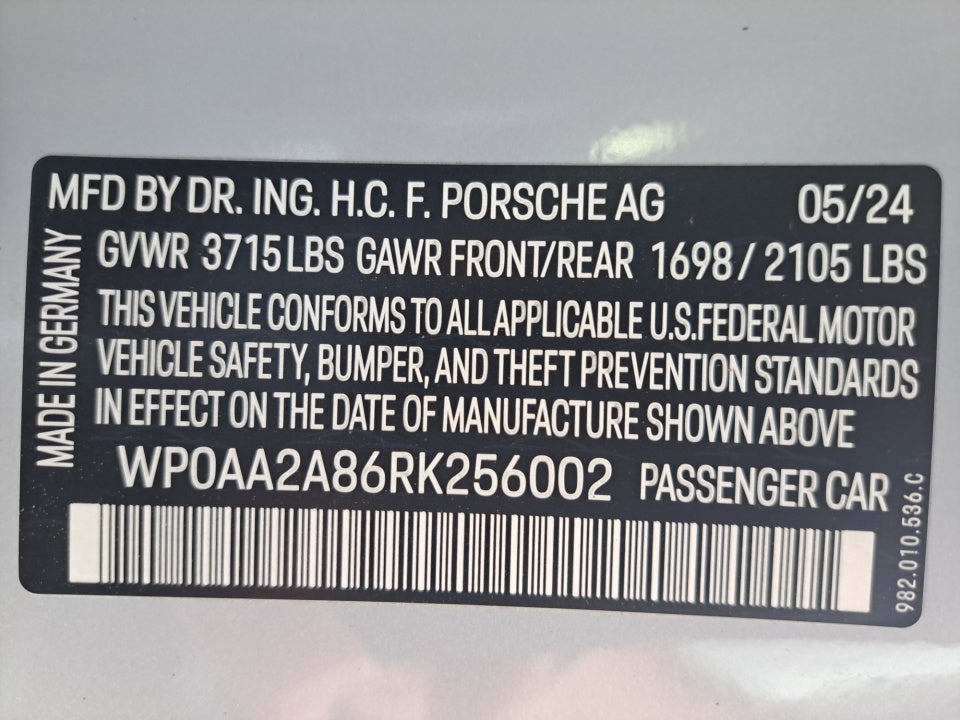 MFD BY DR. ING. H.C. F. PORSCHE AG 05/24
GVWR 3715 LBS GAWR FRONT/REAR 1698 / 2105 LBS
THIS VEHICLE CONFORMS TO ALL APPLICABLE U.S.FEDERAL MOTOR
VEHICLE SAFETY, BUMPER, AND THEFT PREVENTION STANDARDS
IN EFFECT ON THE DATE OF MANUFACTURE SHOWN ABOVE
WP0AA2A86RK256002 PASSENGER CAR
MADE IN GERMANY
982.010.536.C